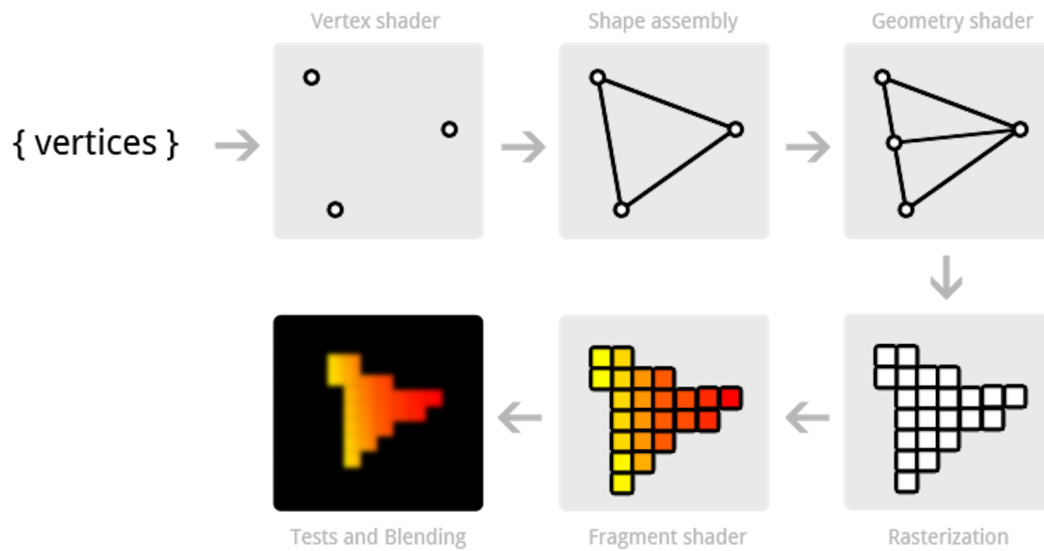 Vertex shader
Shape assembly
Geometry shader
{ vertices }
Tests and Blending
Fragment shader
Rasterization